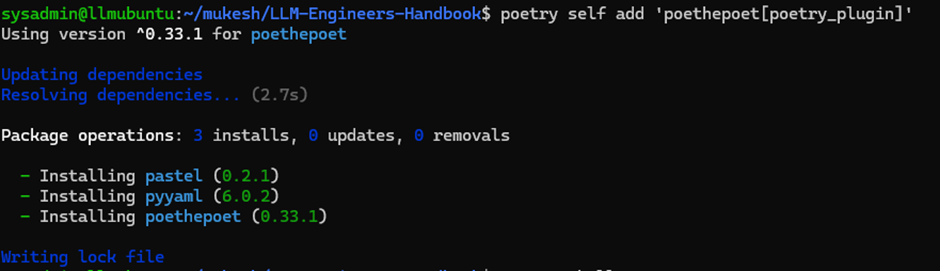 sysadmin@llmubuntu:~/mukesh/LLM-Engineers-Handbook$ poetry self add 'poethepoet[poetry_plugin]'
Using version ^0.33.1 for poethepoet
Updating dependencies
Resolving dependencies... (2.7s)
Package operations: 3 installs, 0 updates, 0 removals
- Installing pastel (0.2.1)
- Installing pyyaml (6.0.2)
- Installing poethepoet (0.33.1)
Writing lock file